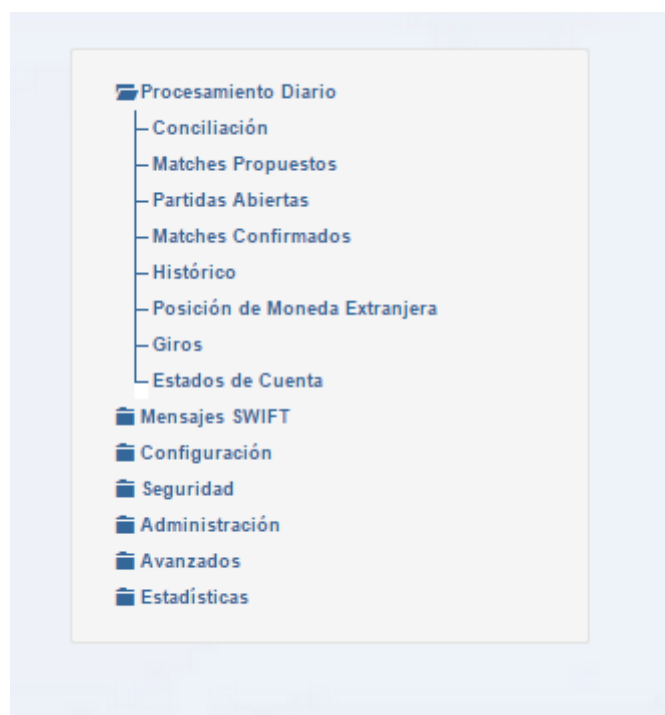 Procesamiento Diario
Conciliación
Matches Propuestos
Partidas Abiertas
Matches Confirmados
Histórico
Posición de Moneda Extranjera
Giros
Estados de Cuenta
Mensajes SWIFT
Configuración
Seguridad
Administración
Avanzados
Estadísticas